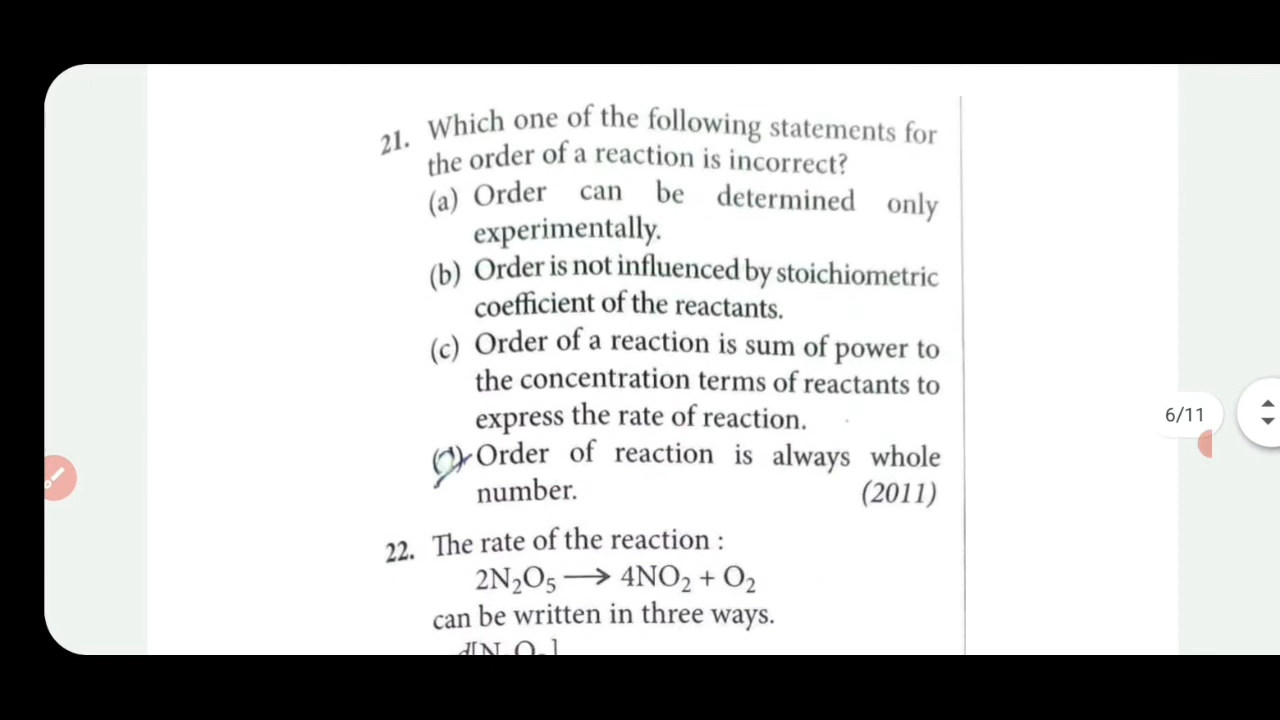 21. Which one of the following statements for
the order of a reaction is incorrect?
(a) Order can be determined only
experimentally.
(b) Order is not influenced by stoichiometric
coefficient of the reactants.
(c) Order of a reaction is sum of power to
the concentration terms of reactants to
express the rate of reaction.
(d) Order of reaction is always whole
number. (2011)
6/11
22. The rate of the reaction :
2N₂O₅ ⟶ 4NO₂ + O₂
can be written in three ways.